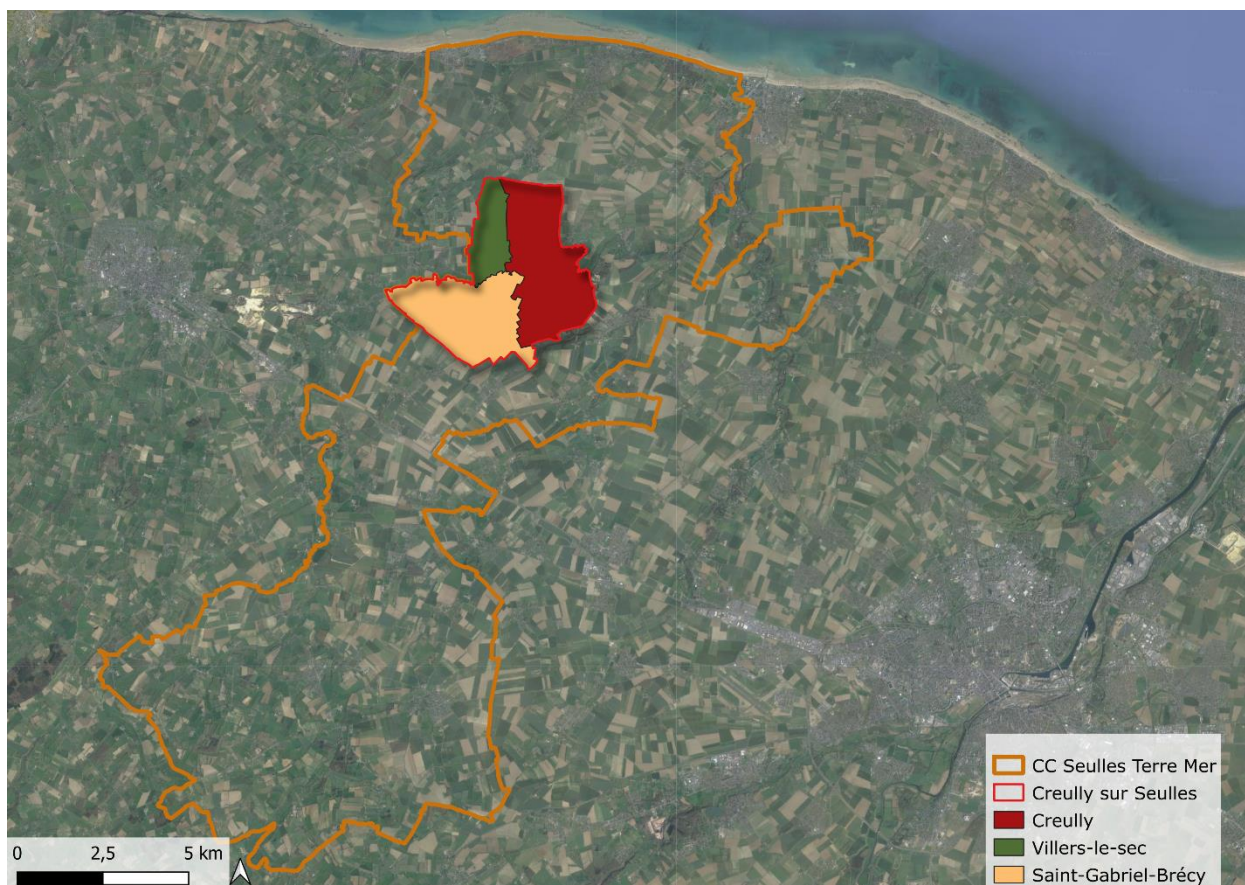 CC Seulles Terre Mer
Creully sur Seulles
Creully
Villers-le-sec
Saint-Gabriel-Brécy
0 2,5 5 km